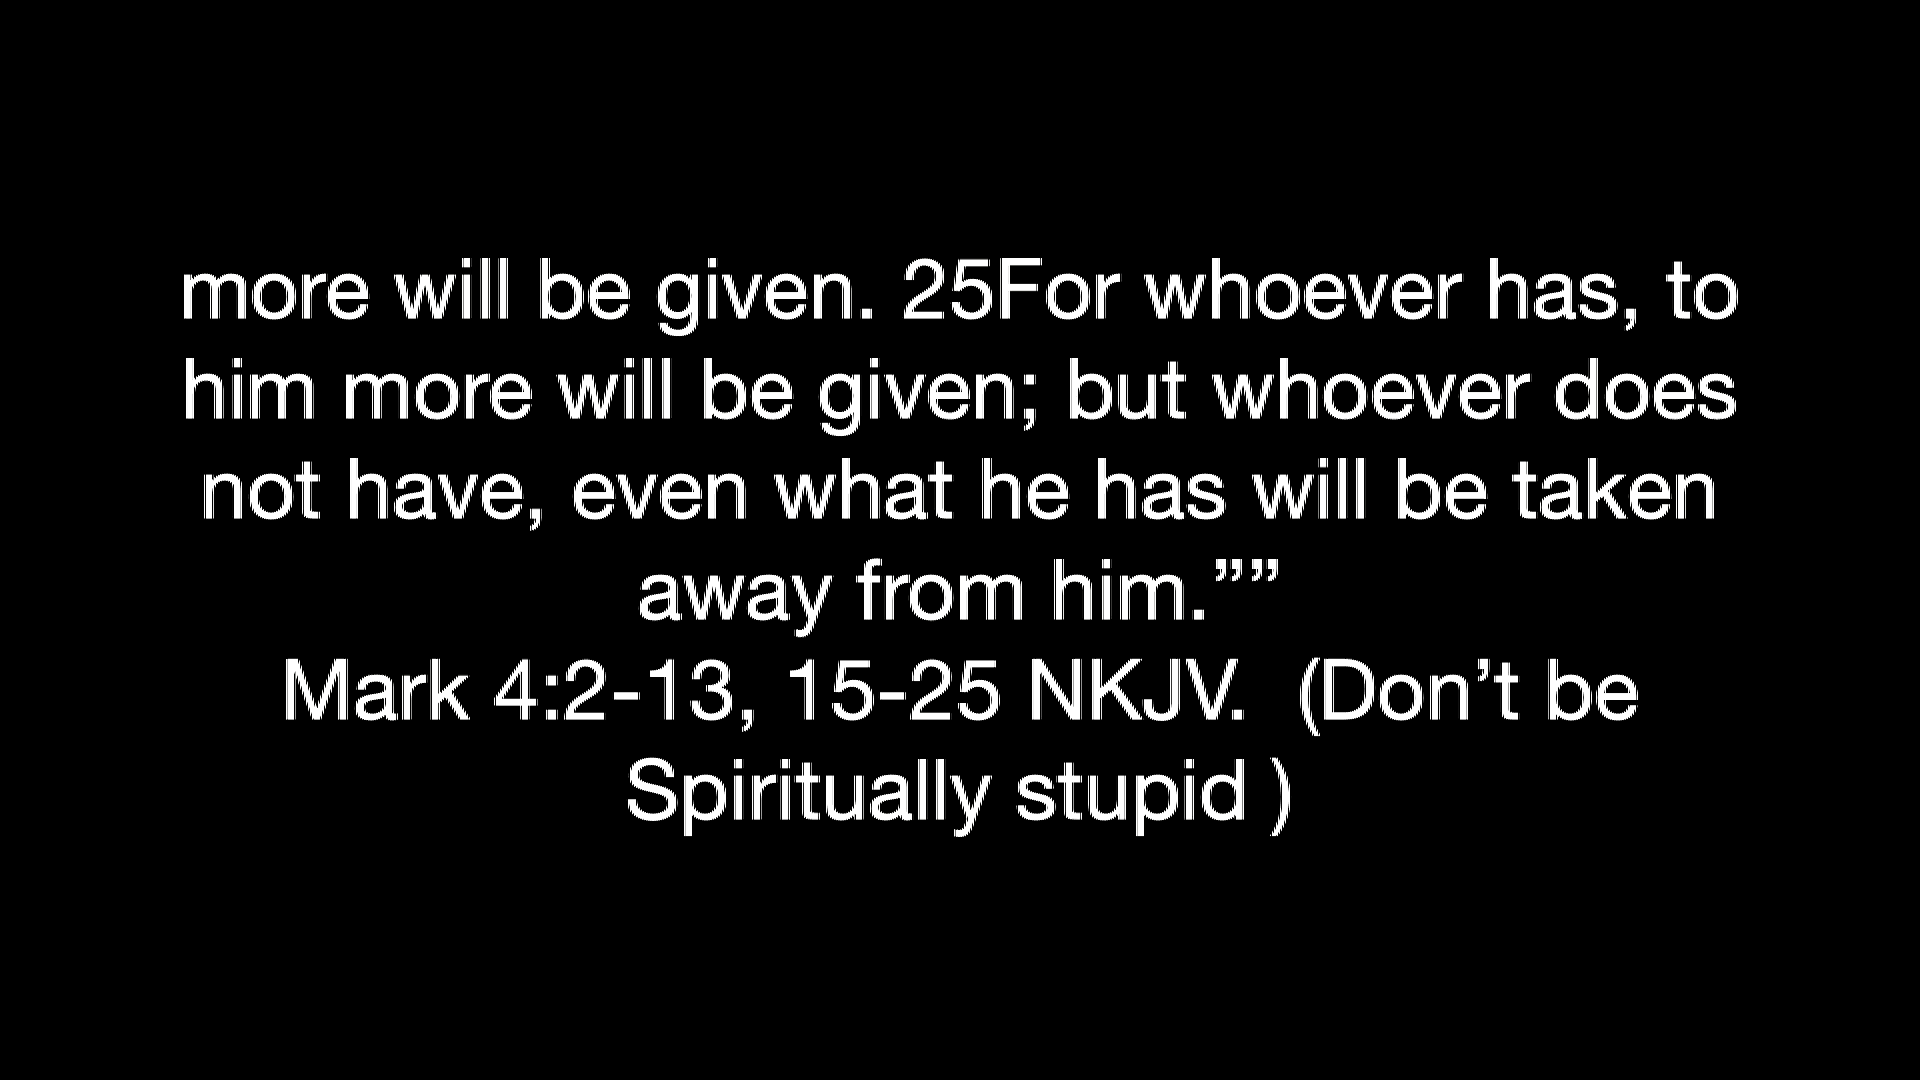 more will be given. 25For whoever has, to
him more will be given; but whoever does
not have, even what he has will be taken
away from him.””
Mark 4:2-13, 15-25 NKJV.  (Don’t be
Spiritually stupid )